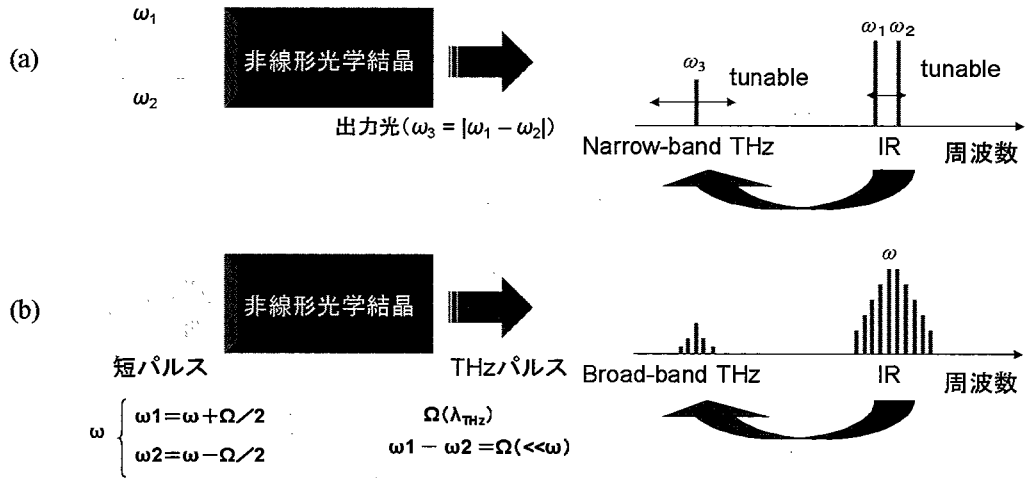 (a)
ω₁
ω₂
非線形光学結晶
出力光(ω₃ = |ω₁ − ω₂|)
ω₃
tunable
ω₁ ω₂
tunable
Narrow-band THz
IR
周波数
(b)
非線形光学結晶
短パルス
THzパルス
ω
Broad-band THz
IR
周波数
ω { ω1=ω+Ω/2
ω2=ω−Ω/2
Ω(λ_THz)
ω1−ω2=Ω(<<ω)